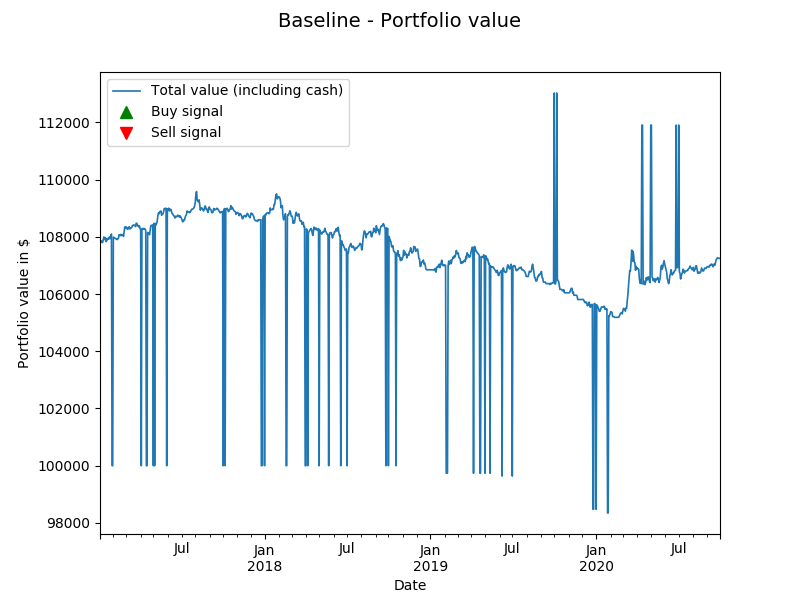 Baseline - Portfolio value
Total value (including cash)
Buy signal
Sell signal
112000
110000
108000
106000
104000
102000
100000
98000
Portfolio value in $
Jul Jan Jul Jan Jul Jan Jul
2018 2019 2020
Date